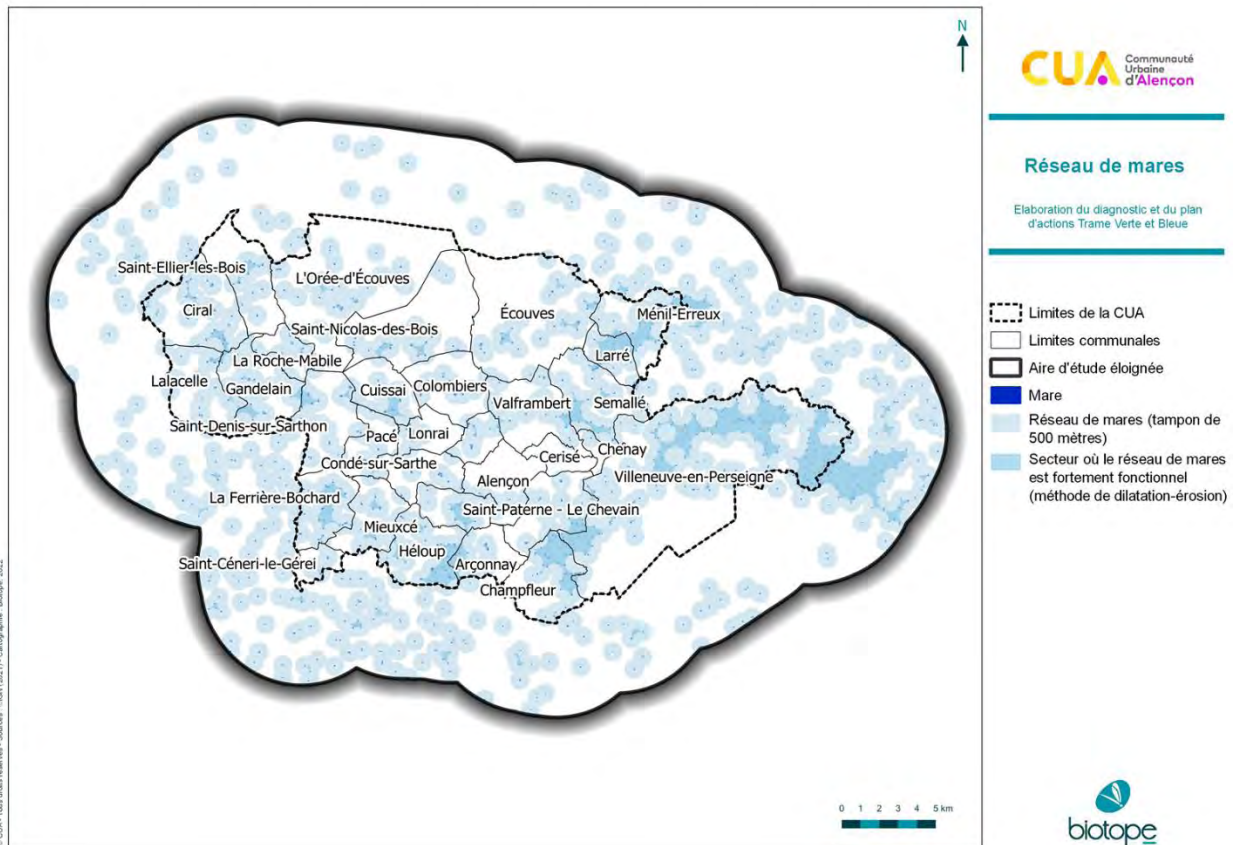 N
CUA Communauté
Urbaine
d'Alençon
Réseau de mares
Elaboration du diagnostic et du plan
d'actions Trame Verte et Bleue
Limites de la CUA
Limites communales
Aire d'étude éloignée
Mare
Réseau de mares (tampon de
500 mètres)
Secteur où le réseau de mares
est fortement fonctionnel
(méthode de dilatation-érosion)
Saint-Ellier-les-Bois
L'Orée-d'Écouves
Ciral
Écouves
Ménil-Erreux
Saint-Nicolas-des-Bois
La Roche-Mabile
Larré
Lalacelle
Gandelain
Cuissai
Colombiers
Valframbert
Semallé
Saint-Denis-sur-Sarthon
Pacé
Lonrai
Cerisé
Chenay
Condé-sur-Sarthe
Alençon
Villeneuve-en-Perseigne
La Ferrière-Bochard
Saint-Paterne - Le Chevain
Mieuxcé
Héloup
Saint-Céneri-le-Gérei
Arçonnay
Champfleur
0 1 2 3 4 5 km
biotope